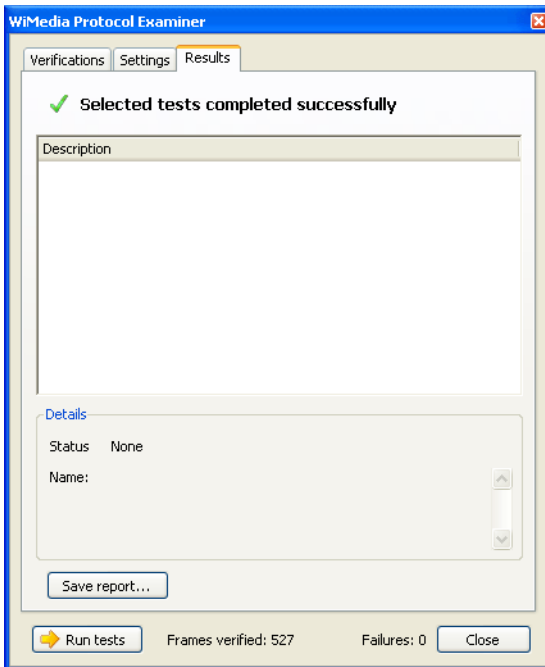 WiMedia Protocol Examiner
Verifications Settings Results
Selected tests completed successfully
Description
Details
Status None
Name:
Save report...
Run tests Frames verified: 527 Failures: 0 Close